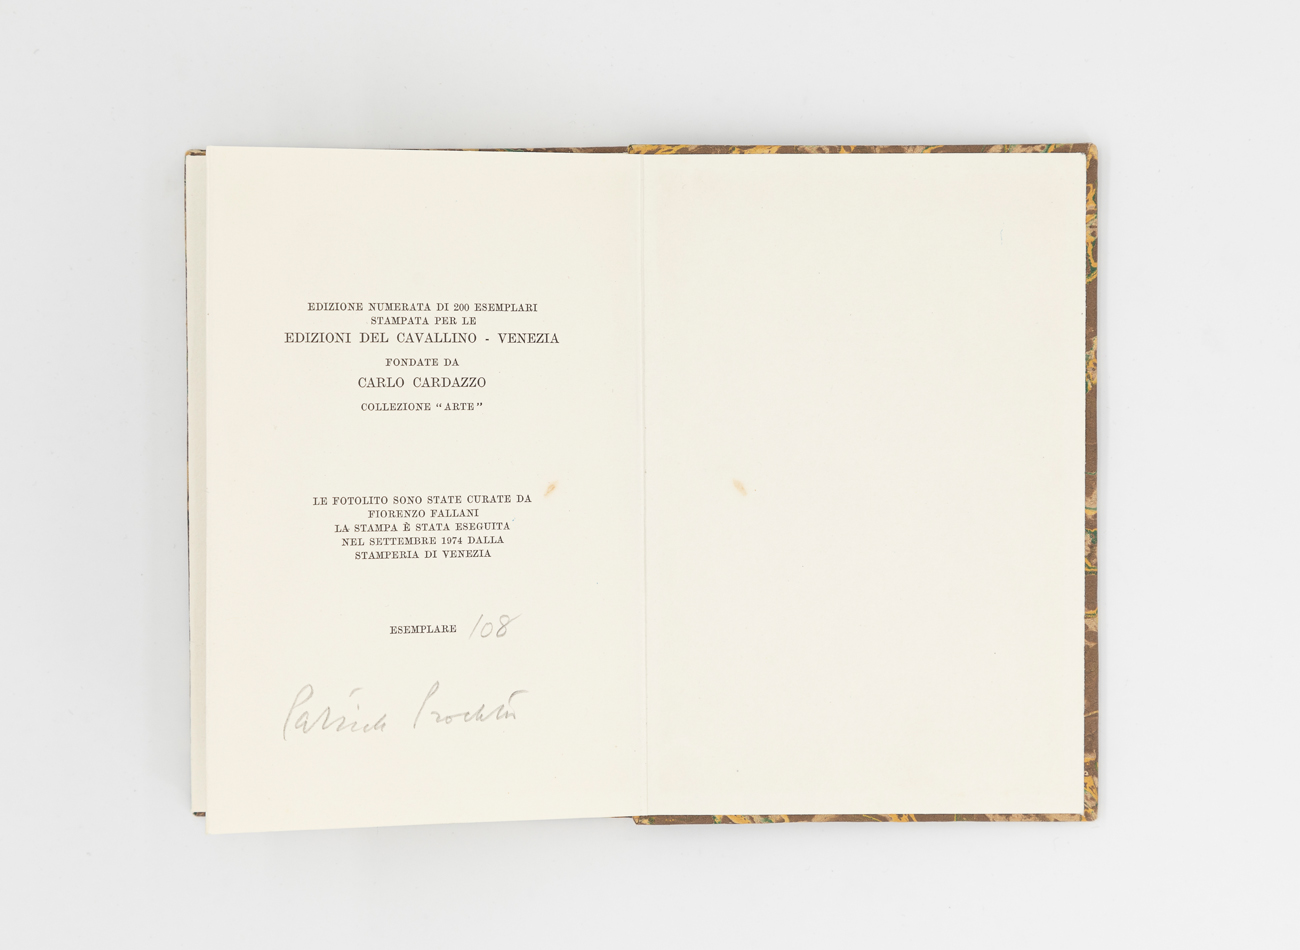 EDIZIONE NUMERATA DI 200 ESEMPLARI
STAMPATA PER LE
EDIZIONI DEL CAVALLINO - VENEZIA
FONDATE DA
CARLO CARDAZZO
COLLEZIONE “ARTE”
LE FOTOLITO SONO STATE CURATE DA
FIORENZO FALLANI
LA STAMPA È STATA ESEGUITA
NEL SETTEMBRE 1974 DALLA
STAMPERIA DI VENEZIA
ESEMPLARE 108
Patrick Procktor